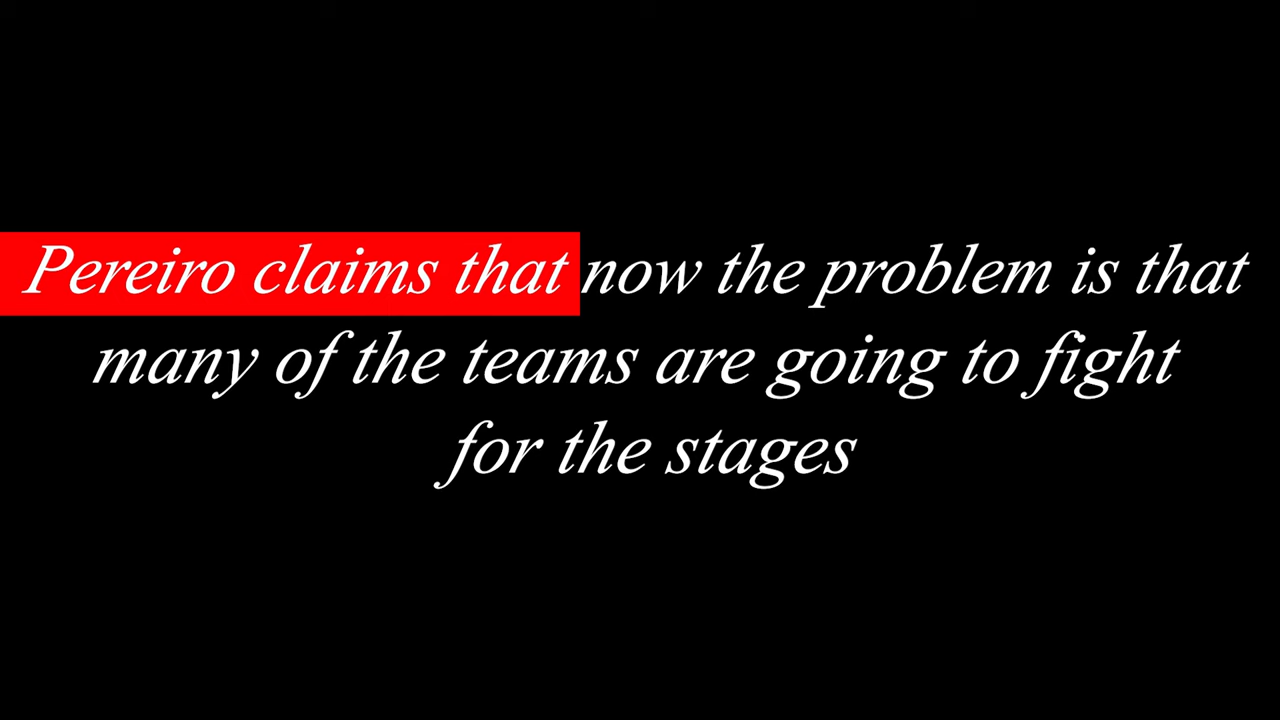 Pereiro claims that now the problem is that
many of the teams are going to fight
for the stages